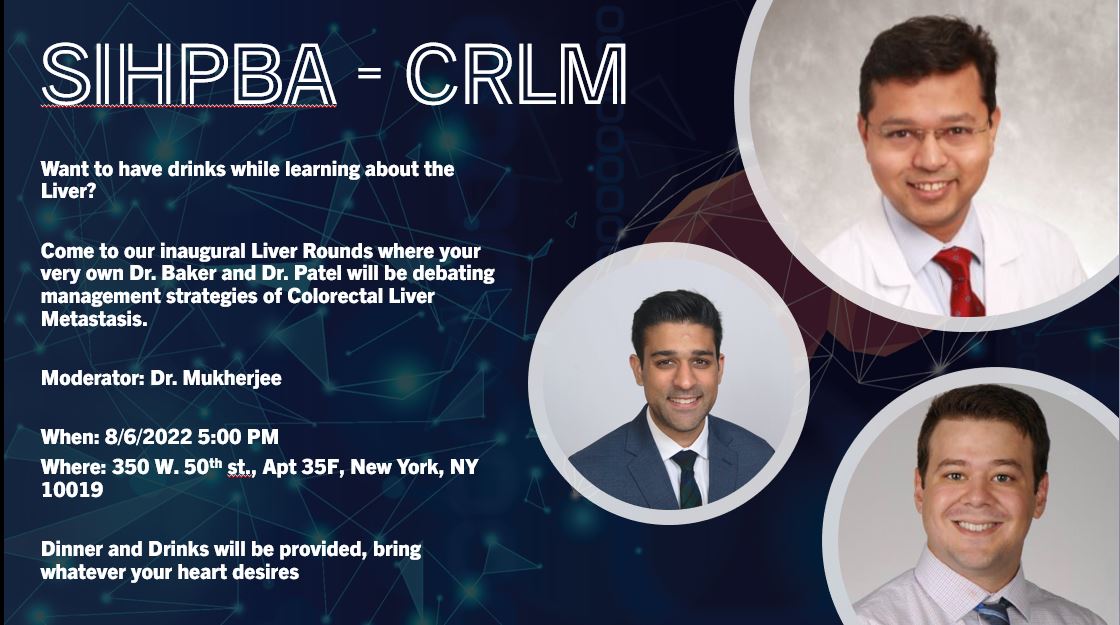 SIHPBA = CRLM
Want to have drinks while learning about the
Liver?
Come to our inaugural Liver Rounds where your
very own Dr. Baker and Dr. Patel will be debating
management strategies of Colorectal Liver
Metastasis.
Moderator: Dr. Mukherjee
When: 8/6/2022 5:00 PM
Where: 350 W. 50th st., Apt 35F, New York, NY
10019
Dinner and Drinks will be provided, bring
whatever your heart desires